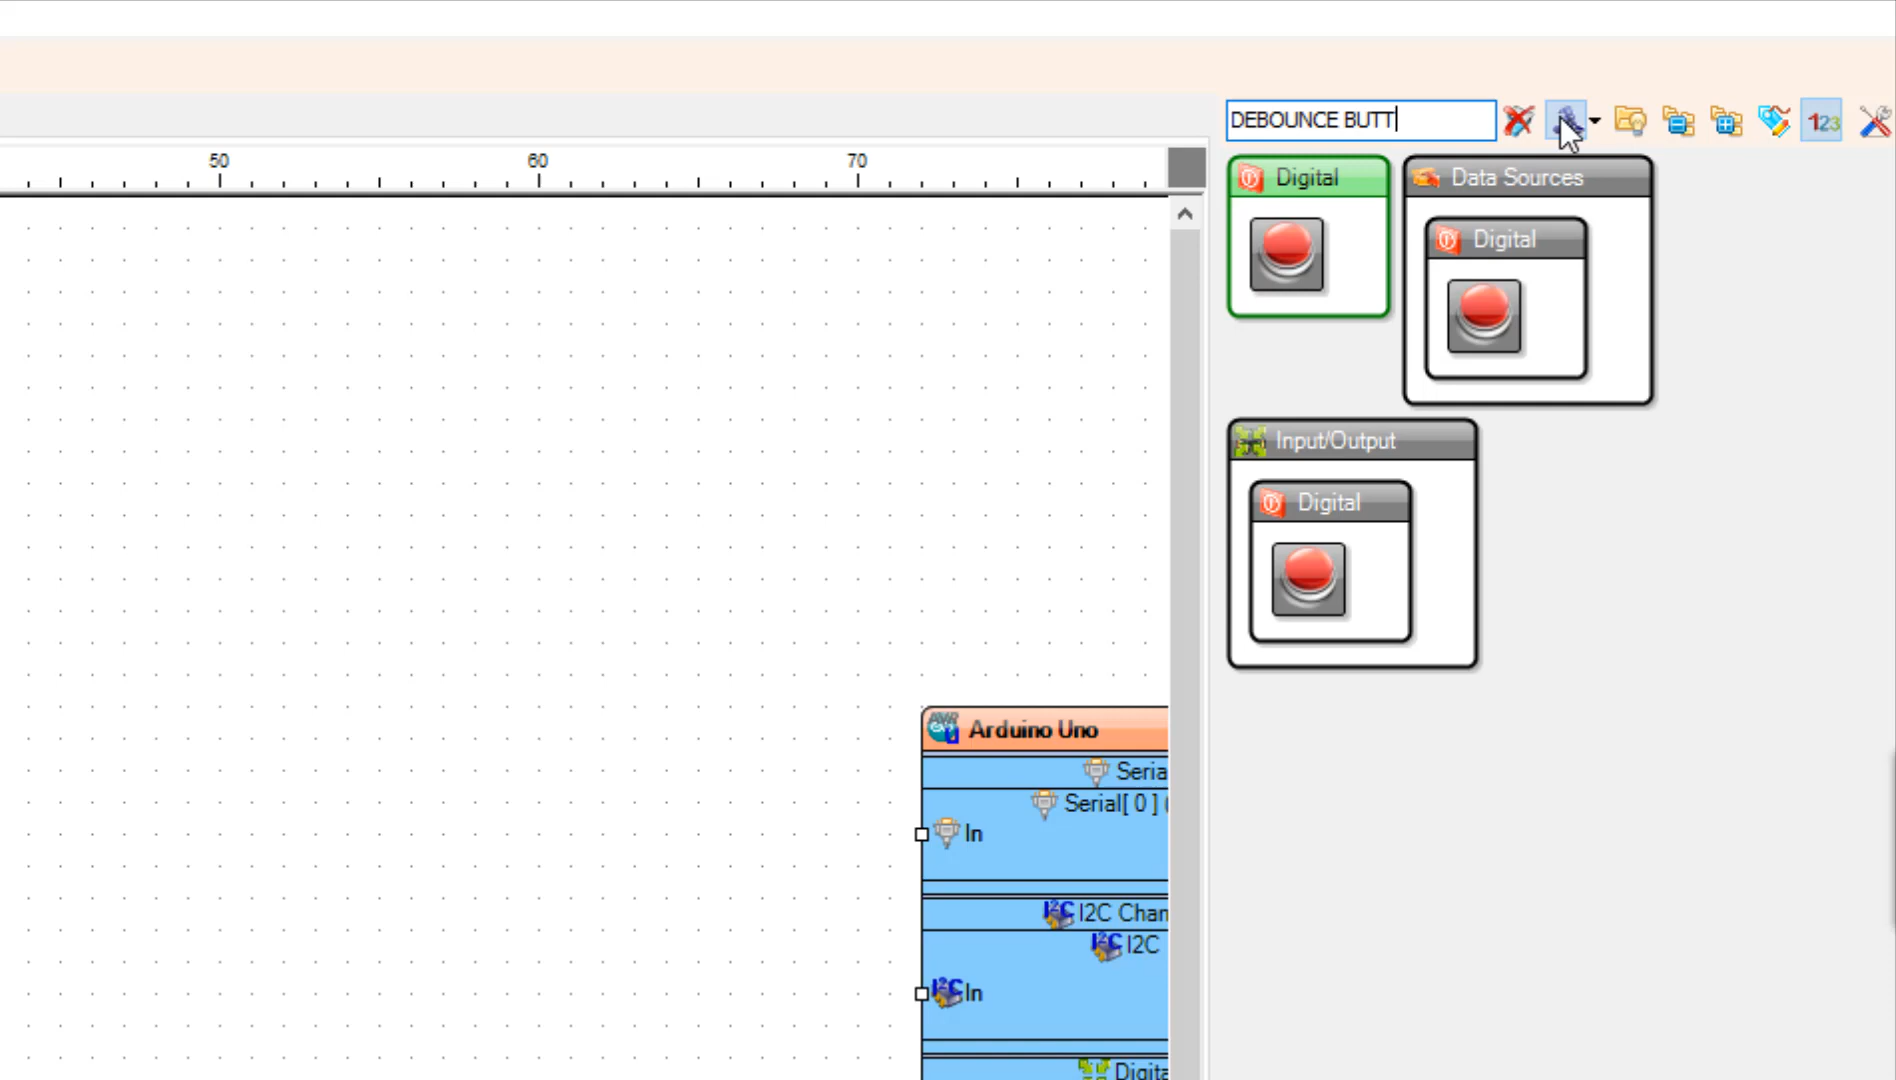 DEBOUNCE BUTT
123
50 60 70
Digital
Data Sources
Digital
Input/Output
Digital
Arduino Uno
Seria
Serial[ 0 ] (
In
I2C Chan
I2C
In
Digita